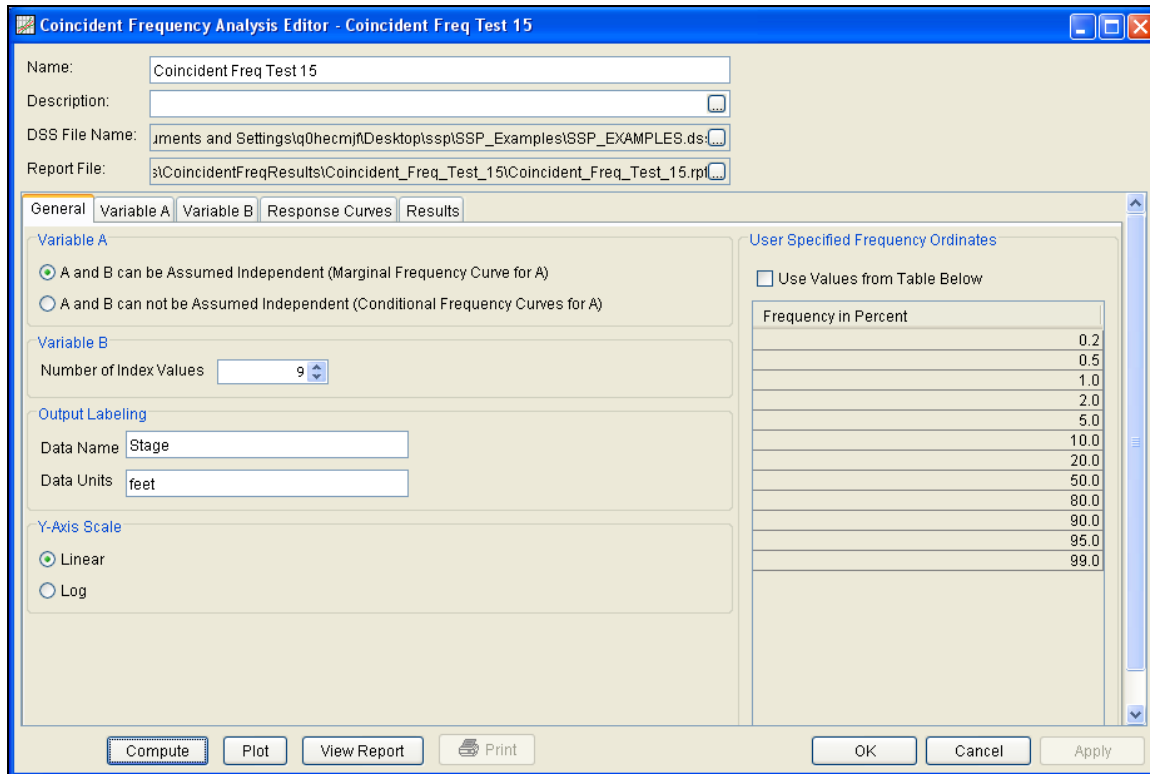 Coincident Frequency Analysis Editor - Coincident Freq Test 15
Name:
Coincident Freq Test 15
Description:
...
DSS File Name:
uments and Settings\q0hecmjf\Desktop\ssp\SSP_Examples\SSP_EXAMPLES.ds
...
Report File:
s\CoincidentFreqResults\Coincident_Freq_Test_15\Coincident_Freq_Test_15.rpt
...
General Variable A Variable B Response Curves Results
Variable A
A and B can be Assumed Independent (Marginal Frequency Curve for A)
A and B can not be Assumed Independent (Conditional Frequency Curves for A)
Variable B
Number of Index Values 9
Output Labeling
Data Name Stage
Data Units feet
Y-Axis Scale
Linear
Log
User Specified Frequency Ordinates
Use Values from Table Below
Frequency in Percent
0.2
0.5
1.0
2.0
5.0
10.0
20.0
50.0
80.0
90.0
95.0
99.0
Compute Plot View Report Print OK Cancel Apply